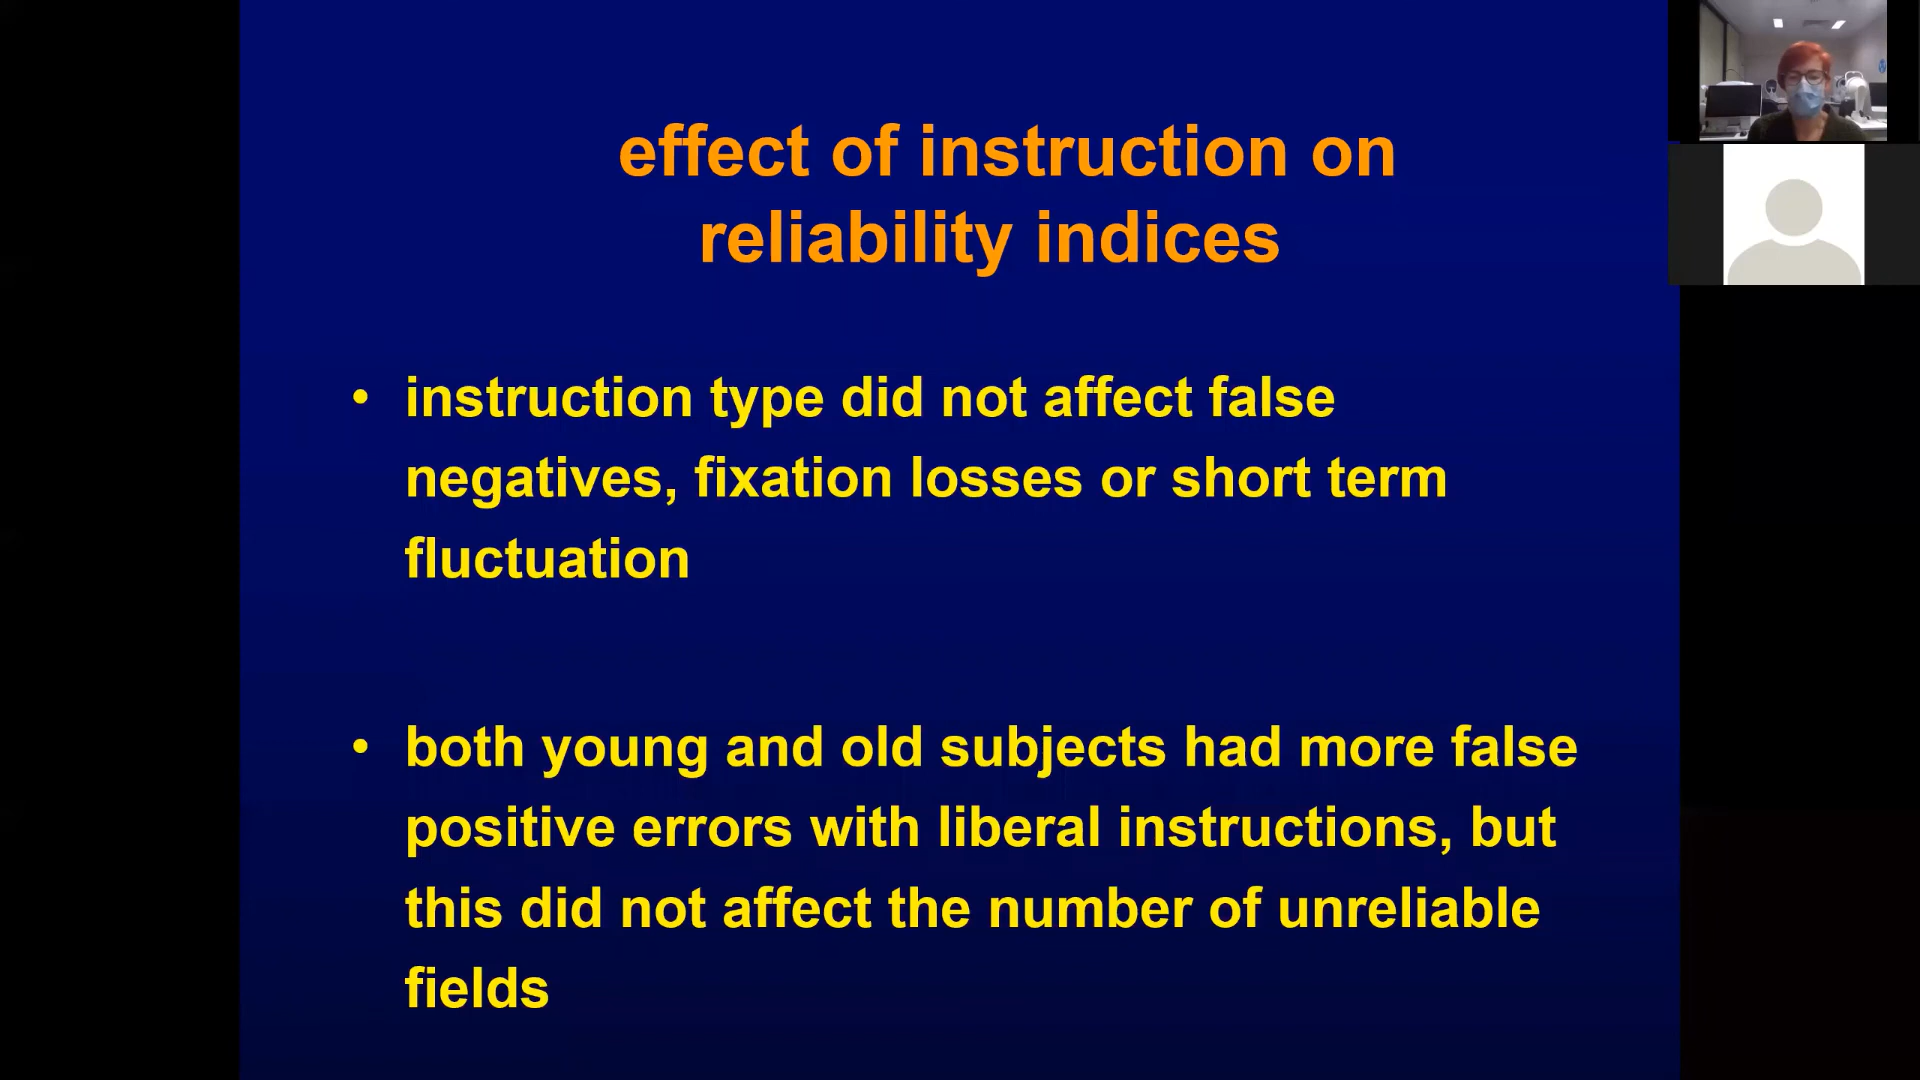 effect of instruction on
reliability indices
• instruction type did not affect false
negatives, fixation losses or short term
fluctuation
• both young and old subjects had more false
positive errors with liberal instructions, but
this did not affect the number of unreliable
fields